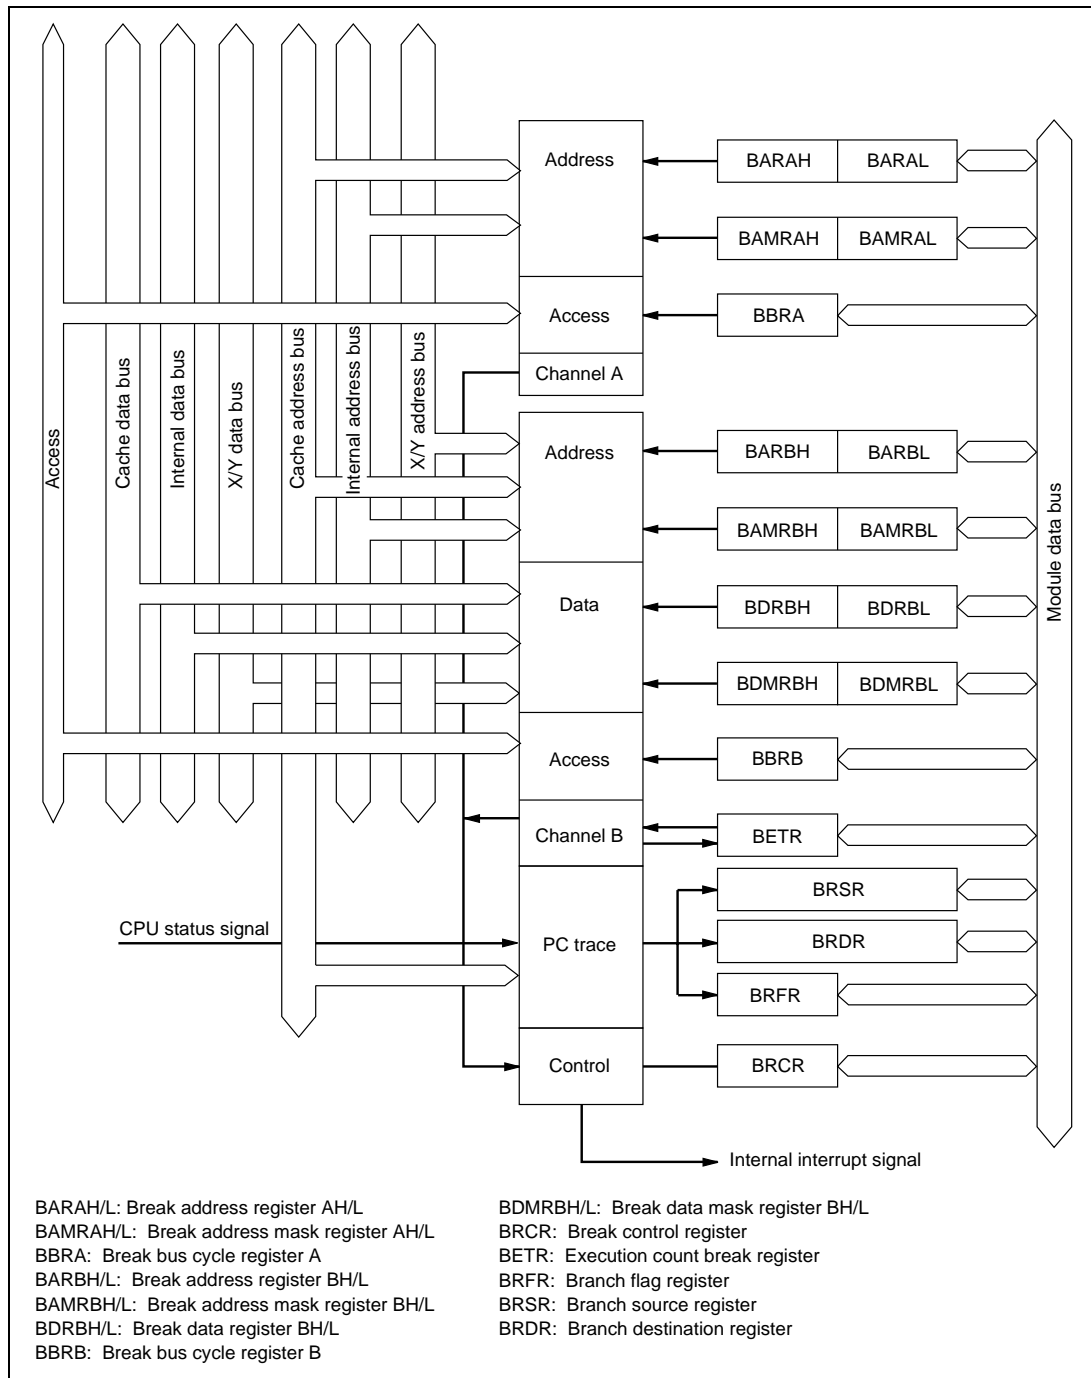 Address
BARAH BARAL
BAMRAH BAMRAL
Access
BBRA
Channel A
Access
Cache data bus
Internal data bus
X/Y data bus
Cache address bus
Internal address bus
X/Y address bus
Module data bus
Address
BARBH BARBL
BAMRBH BAMRBL
Data
BDRBH BDRBL
BDMRBH BDMRBL
Access
BBRB
Channel B
BETR
BRSR
CPU status signal
PC trace
BRDR
BRFR
Control
BRCR
Internal interrupt signal
BARAH/L: Break address register AH/L
BAMRAH/L: Break address mask register AH/L
BBRA: Break bus cycle register A
BARBH/L: Break address register BH/L
BAMRBH/L: Break address mask register BH/L
BDRBH/L: Break data register BH/L
BBRB: Break bus cycle register B
BDMRBH/L: Break data mask register BH/L
BRCR: Break control register
BETR: Execution count break register
BRFR: Branch flag register
BRSR: Branch source register
BRDR: Branch destination register